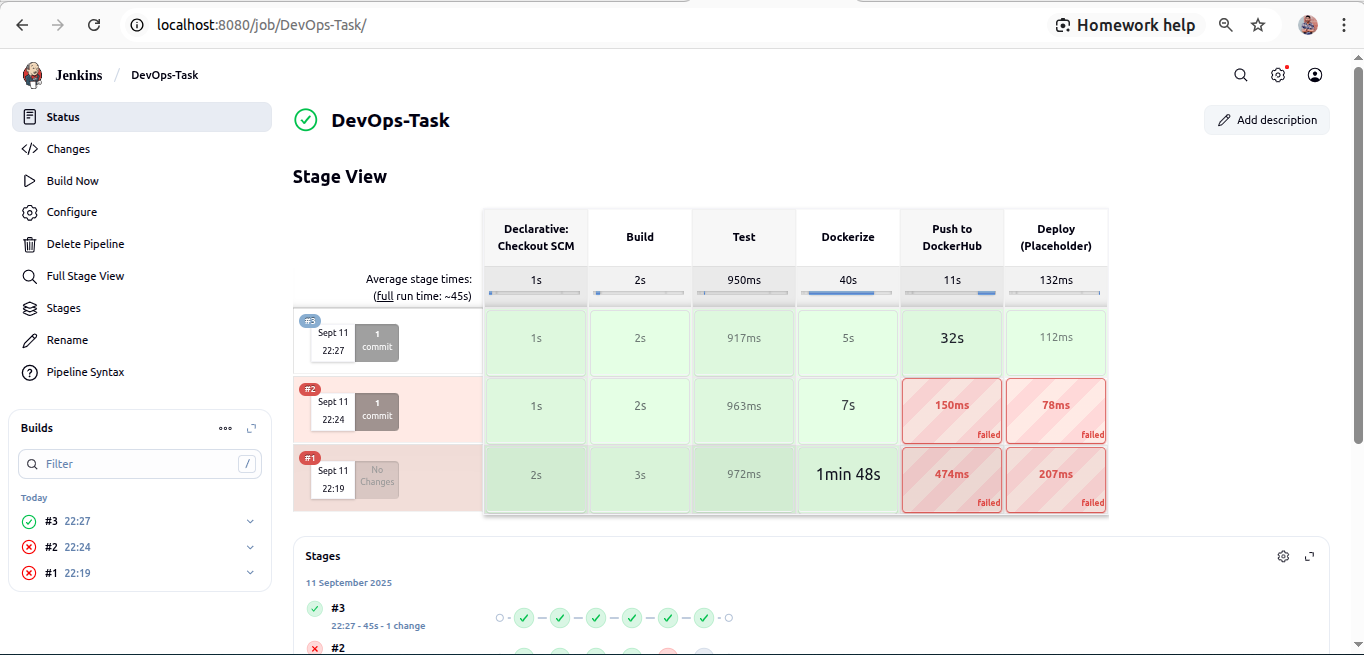 localhost:8080/job/DevOps-Task/
Homework help
Jenkins / DevOps-Task
Status
Changes
Build Now
Configure
Delete Pipeline
Full Stage View
Stages
Rename
Pipeline Syntax
Builds
Filter /
Today
#3 22:27
#2 22:24
#1 22:19
DevOps-Task
Add description
Stage View
Declarative: Checkout SCM
Build
Test
Dockerize
Push to DockerHub
Deploy (Placeholder)
Average stage times:
(full run time: ~45s)
1s 2s 950ms 40s 11s 132ms
#3
Sept 11
22:27
1
commit
1s 2s 917ms 5s 32s 112ms
#2
Sept 11
22:24
1
commit
1s 2s 963ms 7s 150ms 78ms
failed failed
#1
Sept 11
22:19
No
Changes
2s 3s 972ms 1min 48s 474ms 207ms
failed failed
Stages
11 September 2025
#3
22:27 - 45s - 1 change
#2